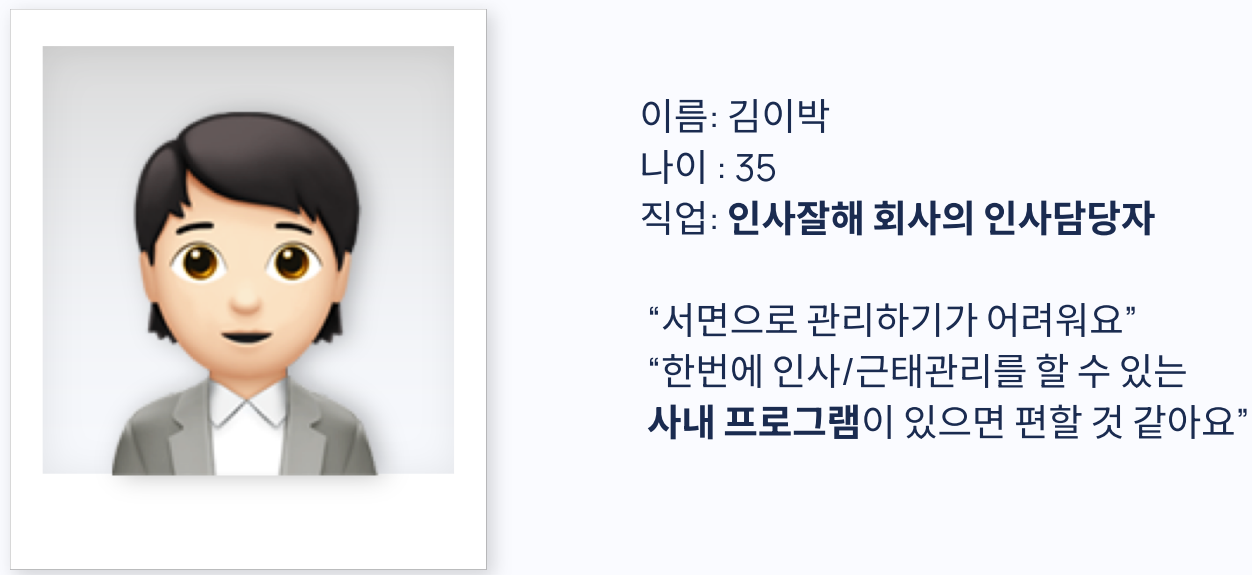 이름: 김이박
나이 : 35
직업: 인사잘해 회사의 인사담당자
“서면으로 관리하기가 어려워요”
“한번에 인사/근태관리를 할 수 있는
사내 프로그램이 있으면 편할 것 같아요”